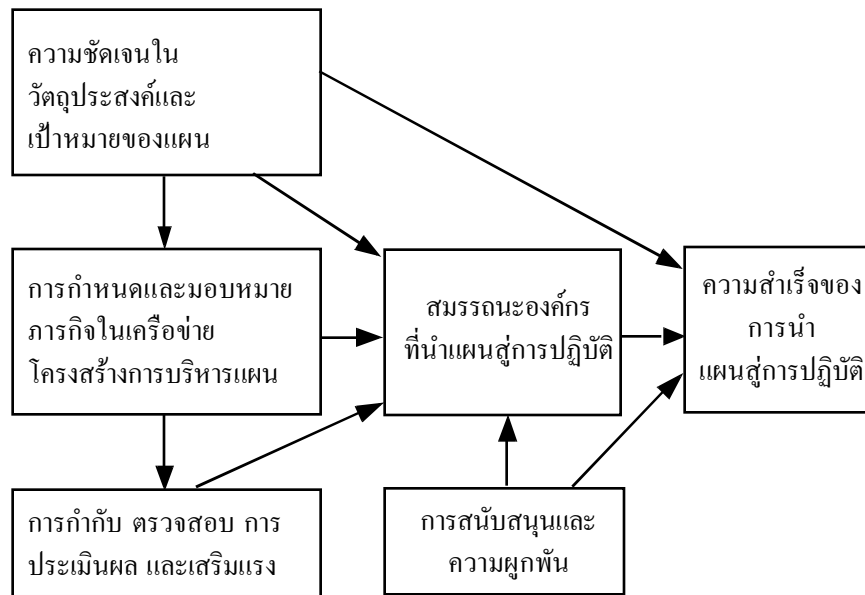 ความชัดเจนใน
วัตถุประสงค์และ
เป้าหมายของแผน
การกำหนดและมอบหมาย
ภารกิจในเครือข่าย
โครงสร้างการบริหารแผน
สมรรถนะองค์กร
ที่นำแผนสู่การปฏิบัติ
ความสำเร็จของ
การนำ
แผนสู่การปฏิบัติ
การกำกับ ตรวจสอบ การ
ประเมินผล และเสริมแรง
การสนับสนุนและ
ความผูกพัน